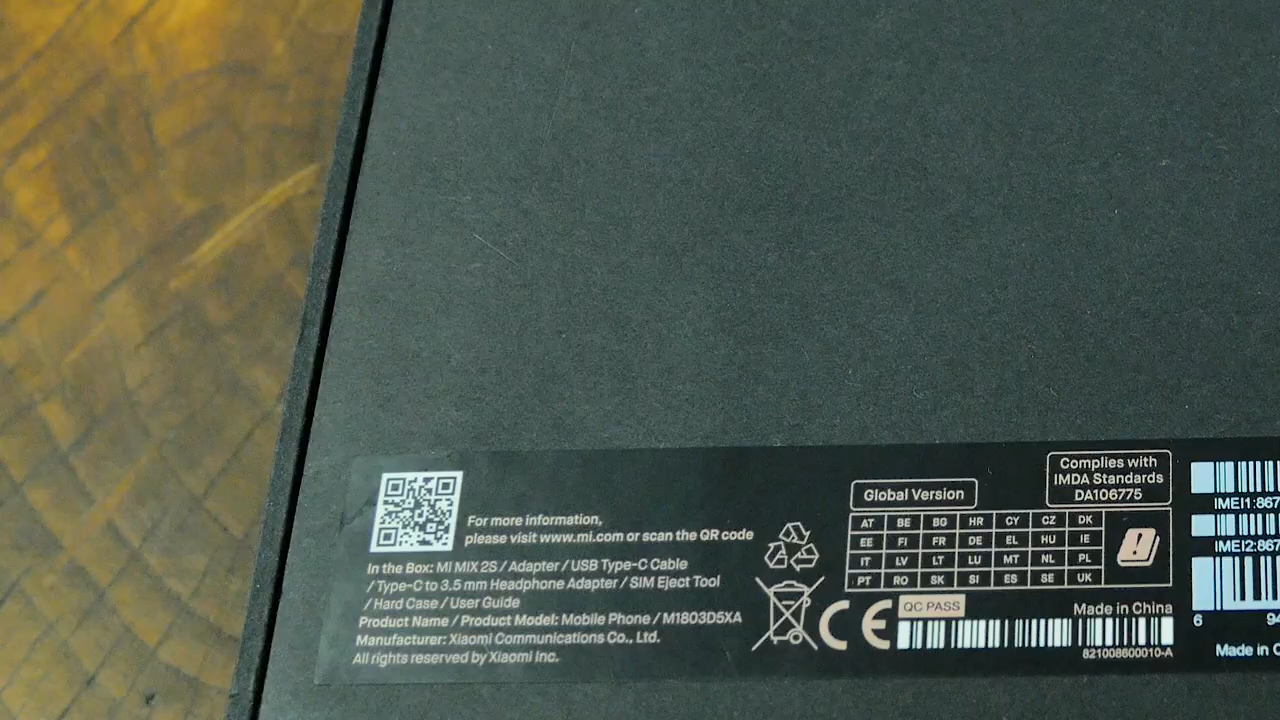 For more information,
please visit www.mi.com or scan the QR code
In the Box: MI MIX 2S / Adapter / USB Type-C Cable
/ Type-C to 3.5 mm Headphone Adapter / SIM Eject Tool
/ Hard Case / User Guide
Product Name / Product Model: Mobile Phone / M1803D5XA
Manufacturer: Xiaomi Communications Co., Ltd.
All rights reserved by Xiaomi Inc.
Global Version
Complies with
IMDA Standards
DA106775
AT BE BG HR CY CZ DK
EE FI FR DE EL HU IE
IT LV LT LU MT NL PL
PT RO SK SI ES SE UK
CE
QC PASS
Made in China
821008600010-A
IMEI1:867
IMEI2:867
6 94
Made in C